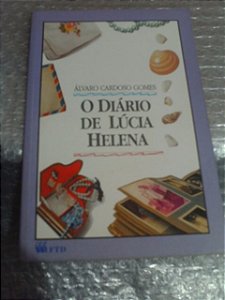 ÁLVARO CARDOSO GOMES
O DIÁRIO
DE LÚCIA
HELENA
FTD